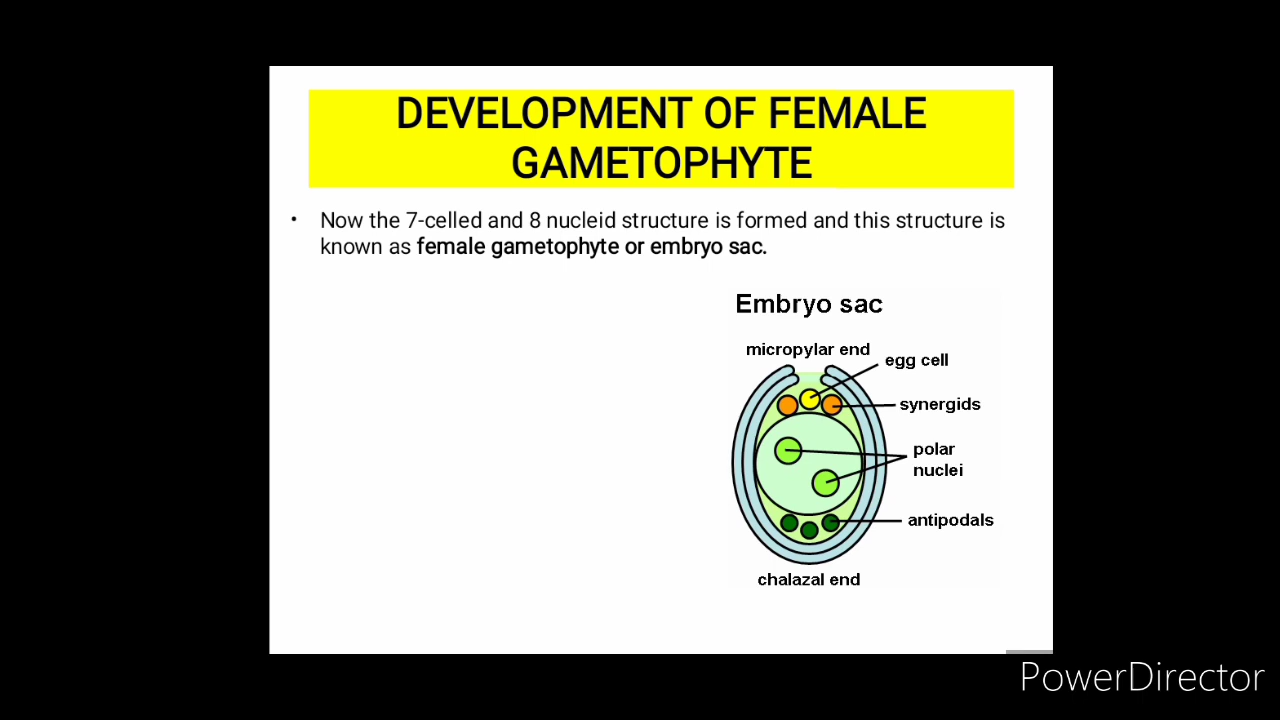 DEVELOPMENT OF FEMALE
GAMETOPHYTE
• Now the 7-celled and 8 nucleid structure is formed and this structure is
known as female gametophyte or embryo sac.
Embryo sac
micropylar end
egg cell
synergids
polar
nuclei
antipodals
chalazal end
PowerDirector